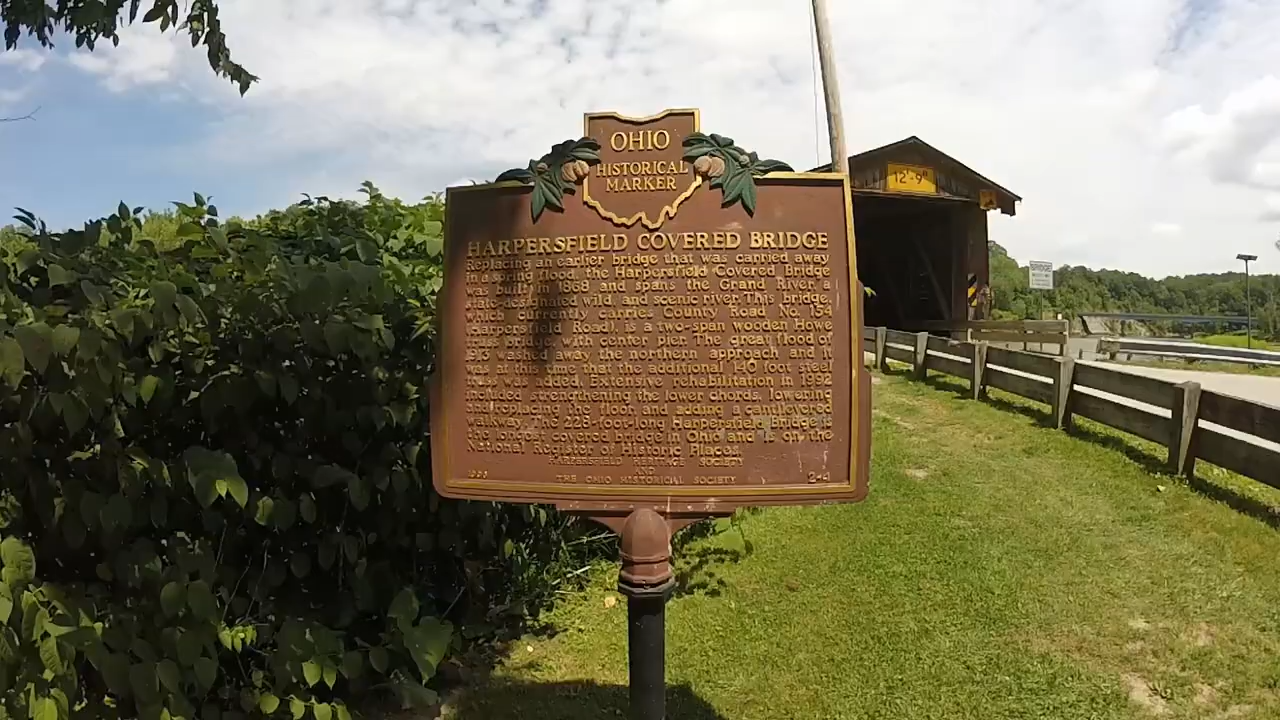 OHIO
HISTORICAL
MARKER
HARPERSFIELD COVERED BRIDGE
Replacing an earlier bridge that was carried away
in a spring flood, the Harpersfield Covered Bridge
was built in 1868 and spans the Grand River, a
state-designated wild and scenic river. This bridge,
which currently carries County Road No. 154
(Harpersfield Road), is a two-span wooden Howe
truss bridge, with center pier. The great flood of
1913 washed away the northern approach and it
was at this time that the additional 140 foot steel
truss was added. Extensive rehabilitation in 1992
included strengthening the lower chords, lowering
and replacing the floor, and adding a cantilevered
walkway. The 228-foot-long Harpersfield Bridge is
the longest covered bridge in Ohio and is on the
National Register of Historic Places.
HARPERSFIELD HERITAGE SOCIETY
AND
THE OHIO HISTORICAL SOCIETY
2-4
12'-9"
BRIDGE